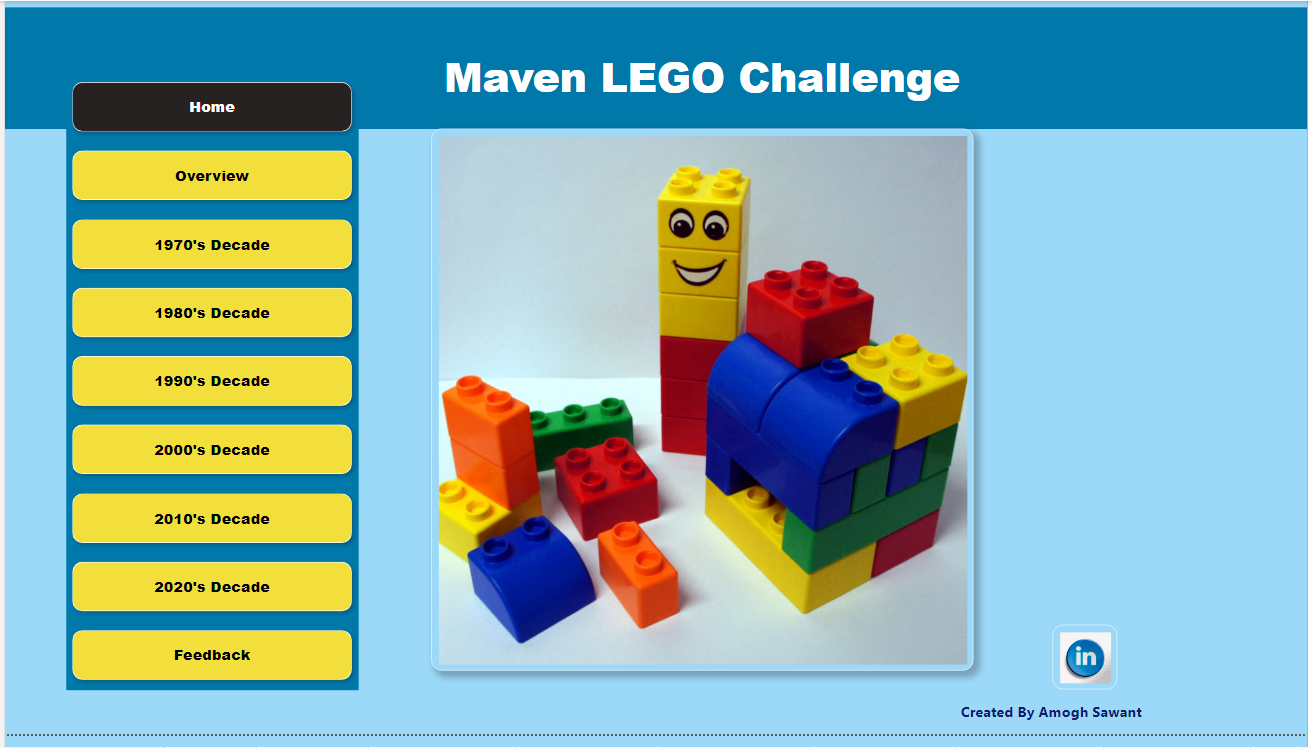 Maven LEGO Challenge
Home
Overview
1970's Decade
1980's Decade
1990's Decade
2000's Decade
2010's Decade
2020's Decade
Feedback
in
Created By Amogh Sawant